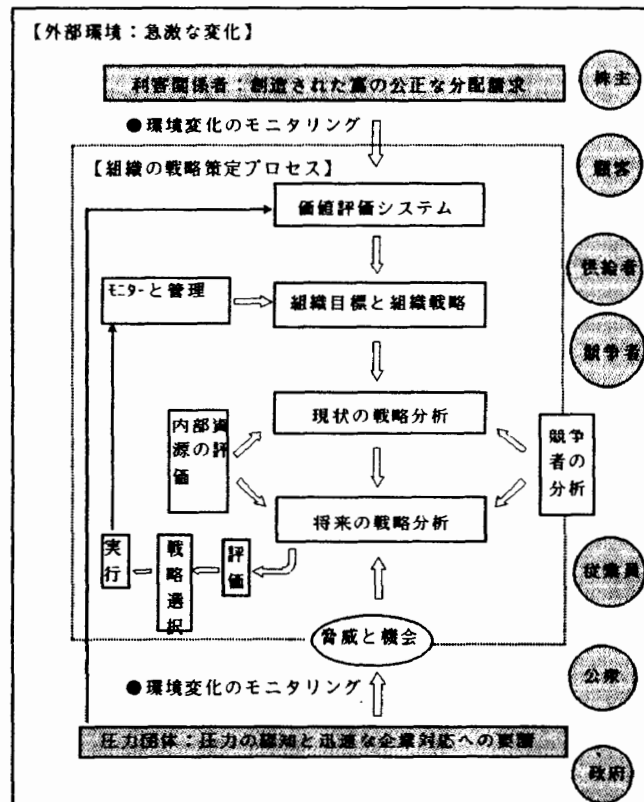 【外部環境：急激な変化】
利害関係者：創造された富の公正な分配請求
株主
●環境変化のモニタリング
【組織の戦略策定プロセス】
顧客
価値評価システム
供給者
ﾓﾆﾀｰと管理
組織目標と組織戦略
競争者
現状の戦略分析
内部資
源の評
価
競争
者の
分析
将来の戦略分析
実行
戦略選択
評価
従業員
脅威と機会
公衆
●環境変化のモニタリング
圧力団体：圧力の認知と迅速な企業対応への要請
政府